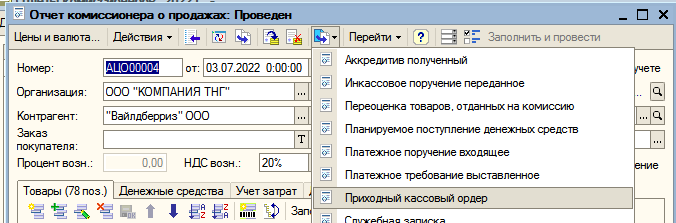 Отчет комиссионера о продажах: Проведен
Цены и валюта... Действия Перейти Заполнить и провести
Номер: АЦО00004 от: 03.07.2022 0:00:00
Организация: ООО "КОМПАНИЯ ТНГ" ...
Контрагент: "Вайлдберриз" ООО ...
Заказ покупателя: T
Процент возн.: 0,00 НДС возн.: 20%
Товары (78 поз.) Денежные средства Учет затрат
Аккредитив полученный
Инкассовое поручение переданное
Переоценка товаров, отданных на комиссию
Планируемое поступление денежных средств
Платежное поручение входящее
Платежное требование выставленное
Приходный кассовый ордер
Служебная записка